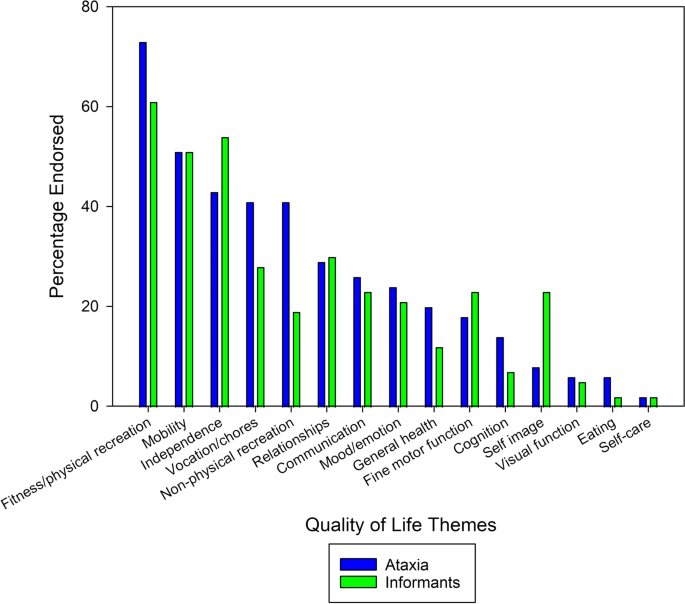 80
60
40
20
0
Percentage Endorsed
Fitness/physical recreation
Mobility
Independence
Vocation/chores
Non-physical recreation
Relationships
Communication
Mood/emotion
General health
Fine motor function
Cognition
Self image
Visual function
Eating
Self-care
Quality of Life Themes
Ataxia
Informants